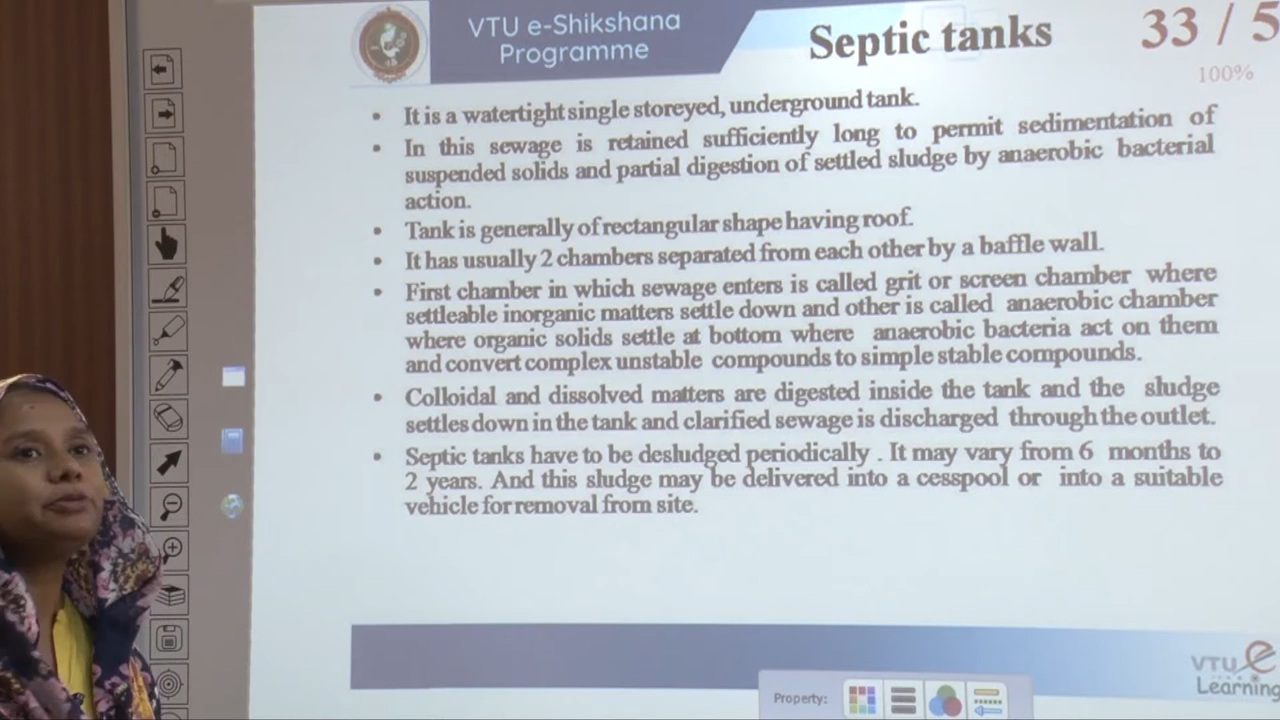 VTU e-Shikshana
Programme
Septic tanks
33 / 5
100%
• It is a watertight single storeyed, underground tank.
• In this sewage is retained sufficiently long to permit sedimentation of
suspended solids and partial digestion of settled sludge by anaerobic bacterial
action.
• Tank is generally of rectangular shape having roof.
• It has usually 2 chambers separated from each other by a baffle wall.
• First chamber in which sewage enters is called grit or screen chamber where
settleable inorganic matters settle down and other is called anaerobic chamber
where organic solids settle at bottom where anaerobic bacteria act on them
and convert complex unstable compounds to simple stable compounds.
• Colloidal and dissolved matters are digested inside the tank and the sludge
settles down in the tank and clarified sewage is discharged through the outlet.
• Septic tanks have to be desludged periodically . It may vary from 6 months to
2 years. And this sludge may be delivered into a cesspool or into a suitable
vehicle for removal from site.
VTU e
Learning
Property: